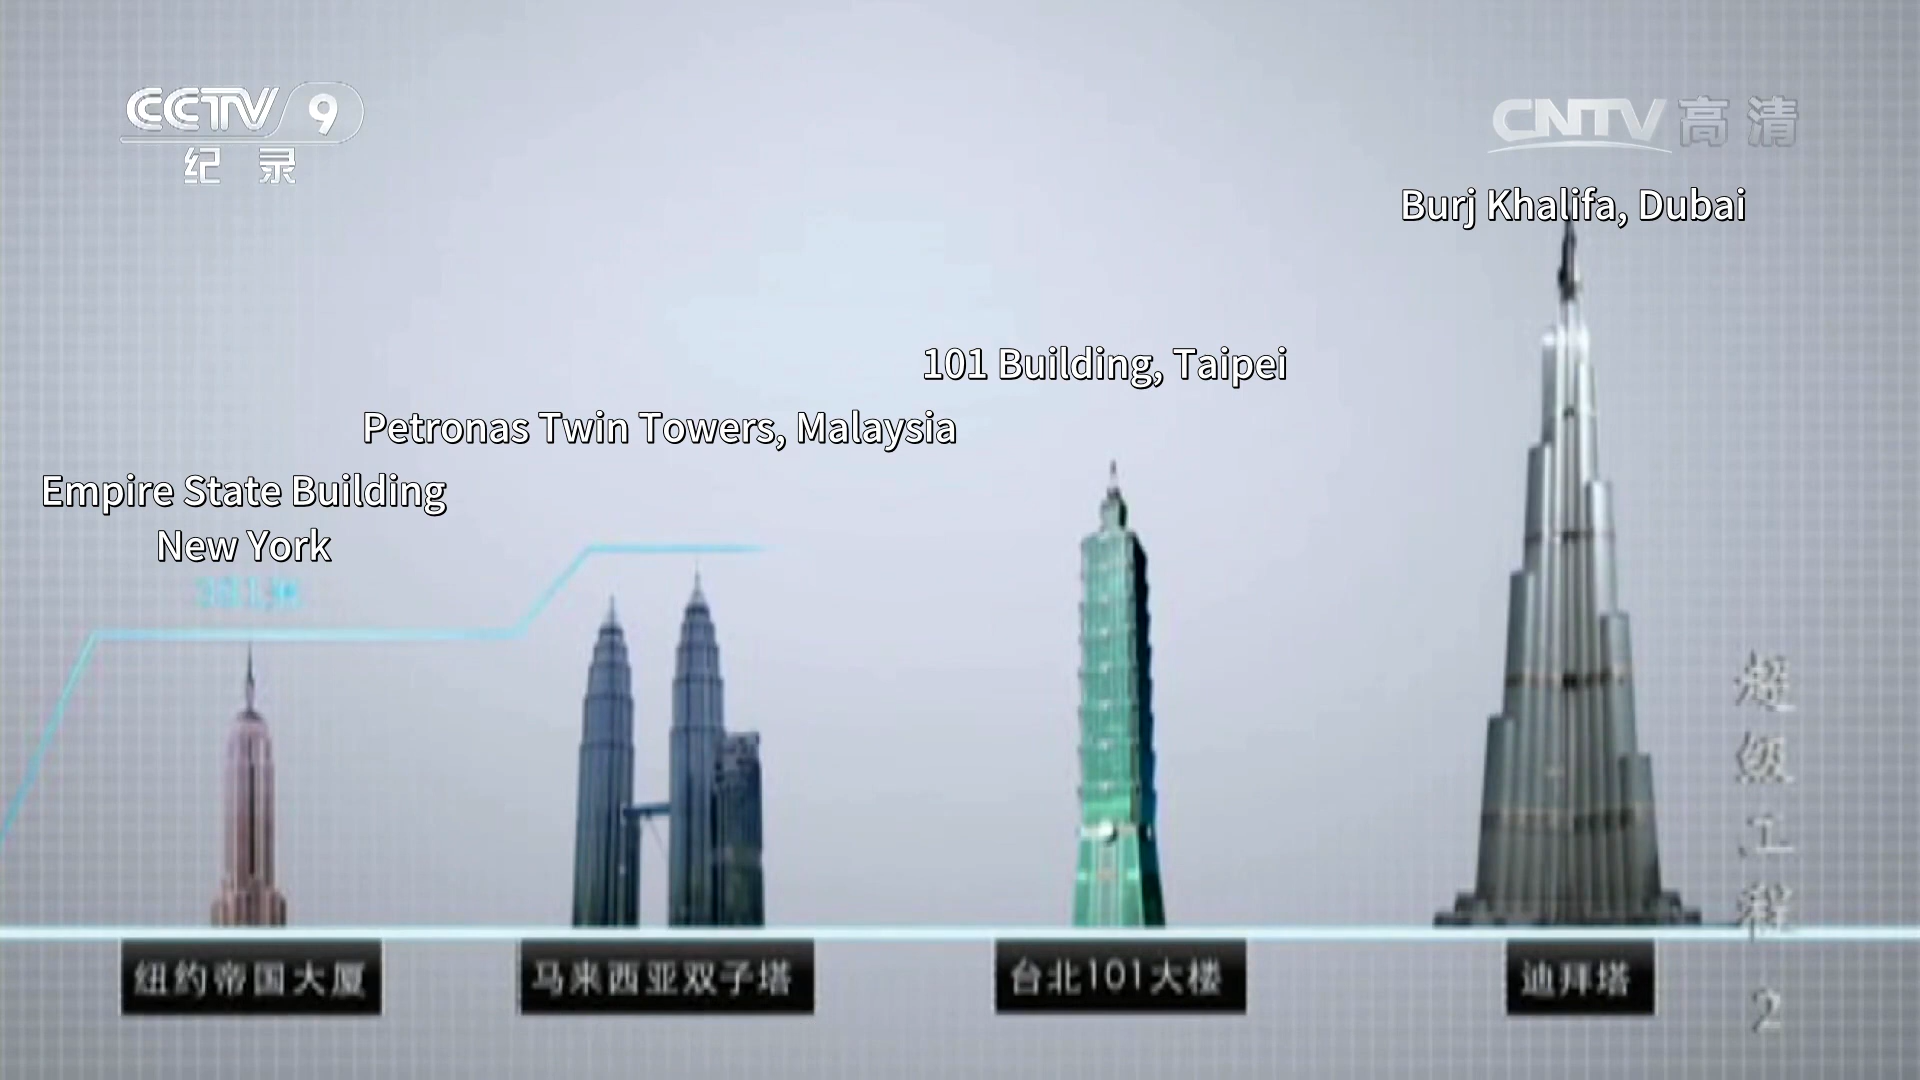 CCTV 9
纪 录
CNTV 高清
Burj Khalifa, Dubai
101 Building, Taipei
Petronas Twin Towers, Malaysia
Empire State Building
New York
纽约帝国大厦
马来西亚双子塔
台北101大楼
迪拜塔
超级工程2